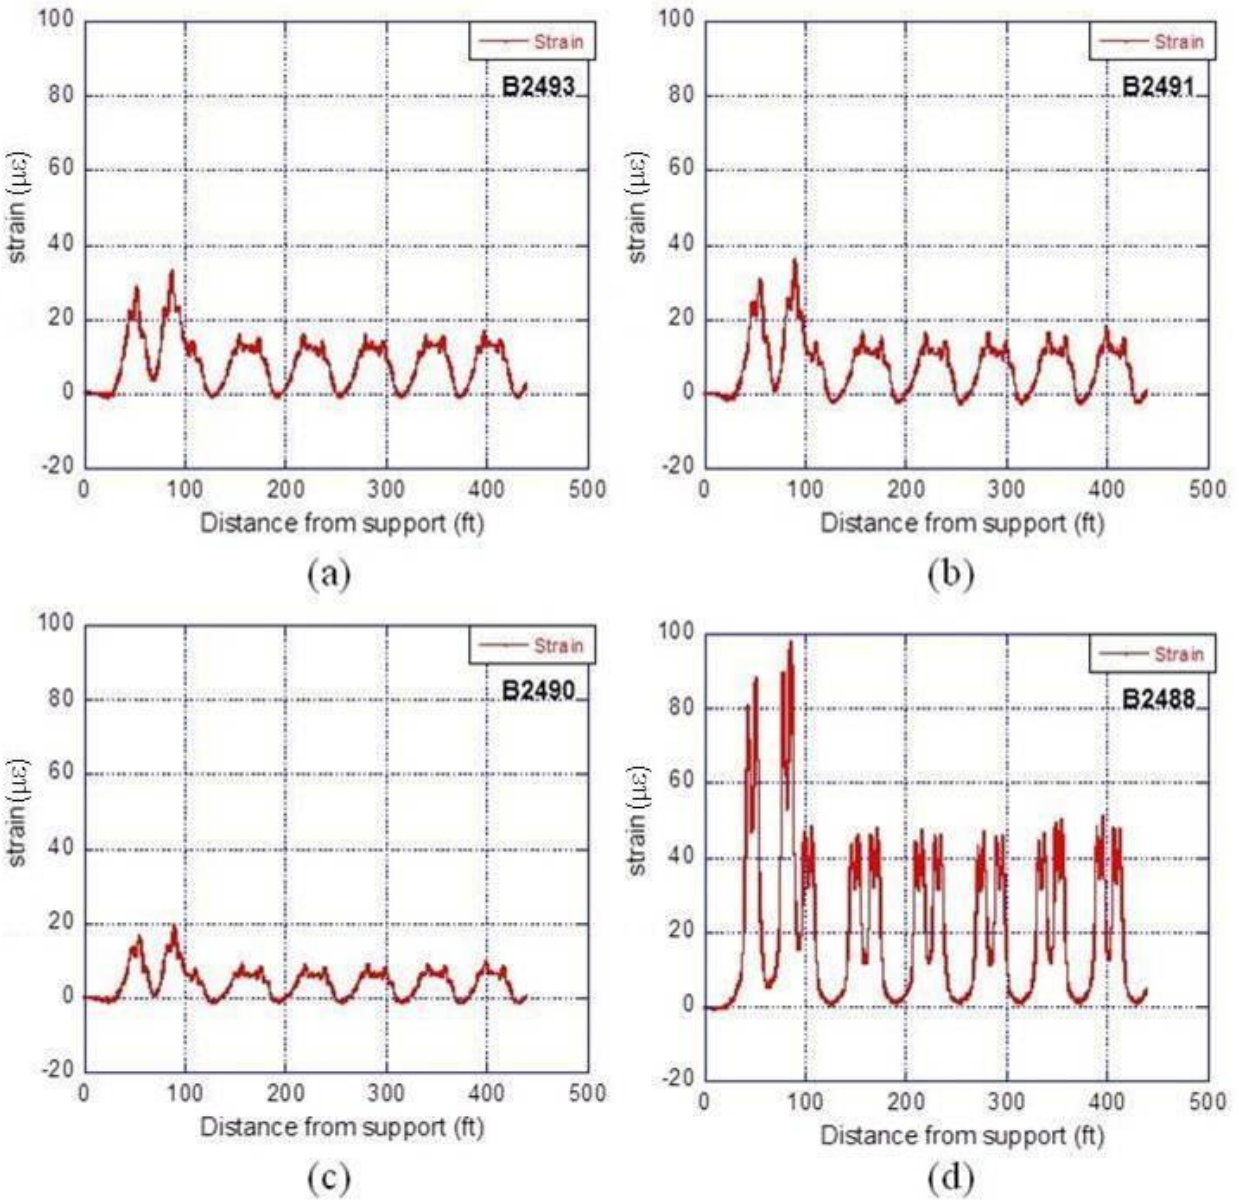 100
Strain
B2493
80
60
40
20
0
-20
strain (με)
0 100 200 300 400 500
Distance from support (ft)
(a)
100
Strain
B2491
80
60
40
20
0
-20
strain (με)
0 100 200 300 400 500
Distance from support (ft)
(b)
100
Strain
B2490
80
60
40
20
0
-20
strain (με)
0 100 200 300 400 500
Distance from support (ft)
(c)
100
Strain
B2488
80
60
40
20
0
-20
strain (με)
0 100 200 300 400 500
Distance from support (ft)
(d)